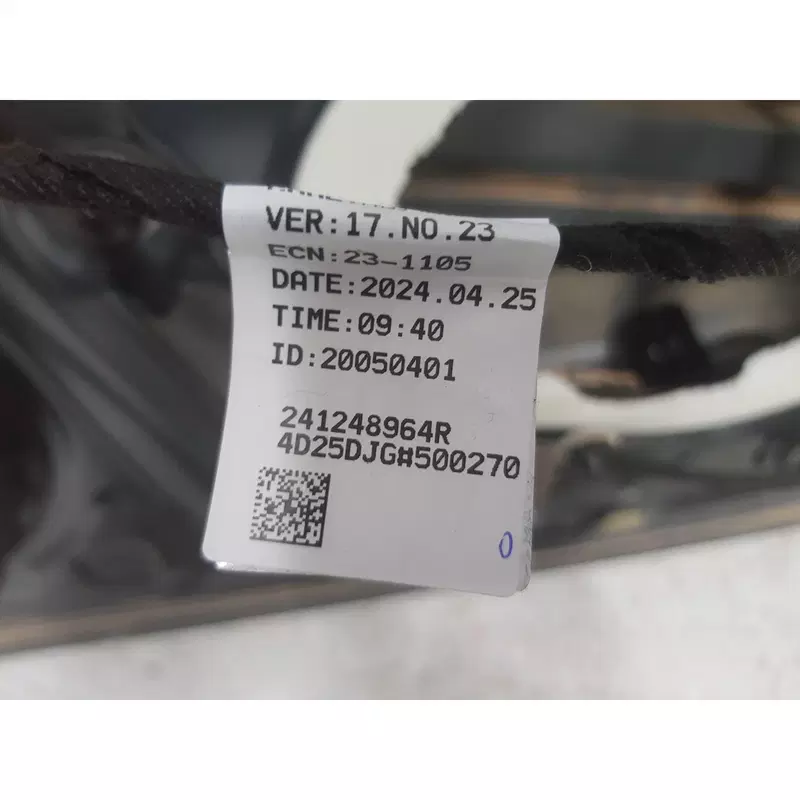 VER:17.NO.23
ECN:23-1105
DATE:2024.04.25
TIME:09:40
ID:20050401
241248964R
4D25DJG#500270
0